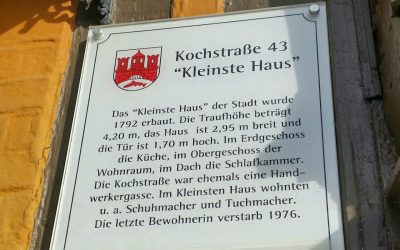 Kochstraße 43
"Kleinste Haus"
Das "Kleinste Haus" der Stadt wurde
1792 erbaut. Die Traufhöhe beträgt
4,20 m, das Haus ist 2,95 m breit und
die Tür ist 1,70 m hoch. Im Erdgeschoss
die Küche, im Obergeschoss der
Wohnraum, im Dach die Schlafkammer.
Die Kochstraße war ehemals eine Hand-
werkergasse. Im Kleinsten Haus wohnten
u. a. Schuhmacher und Tuchmacher.
Die letzte Bewohnerin verstarb 1976.